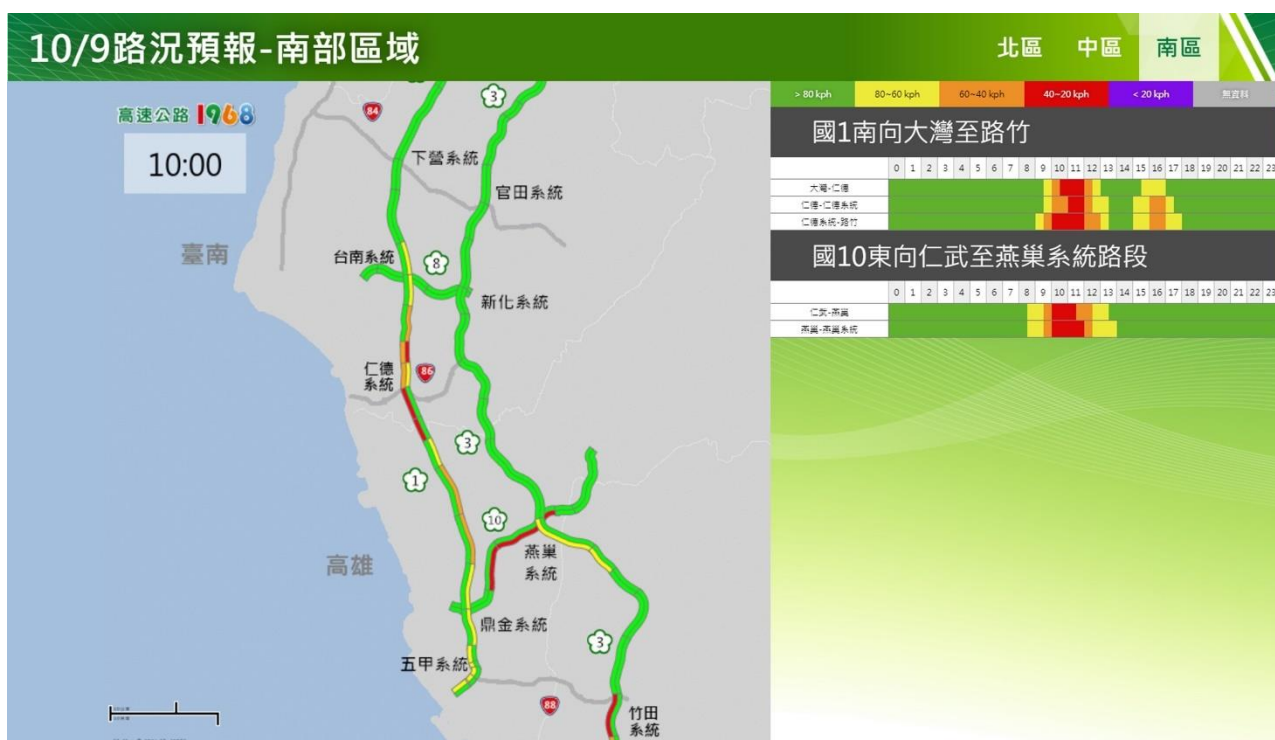 10/9路況預報-南部區域
北區 中區 南區
高速公路 1968
10:00
84
3
下營系統
官田系統
臺南
台南系統
8
新化系統
仁德
系統
86
3
1
10
燕巢
系統
高雄
鼎金系統
3
五甲系統
88
竹田
系統
> 80 kph 80~60 kph 60~40 kph 40~20 kph < 20 kph 無資料
國1南向大灣至路竹
0 1 2 3 4 5 6 7 8 9 10 11 12 13 14 15 16 17 18 19 20 21 22 23
大灣-仁德
仁德-仁德系統
仁德系統-路竹
國10東向仁武至燕巢系統路段
0 1 2 3 4 5 6 7 8 9 10 11 12 13 14 15 16 17 18 19 20 21 22 23
仁武-燕巢
燕巢-燕巢系統